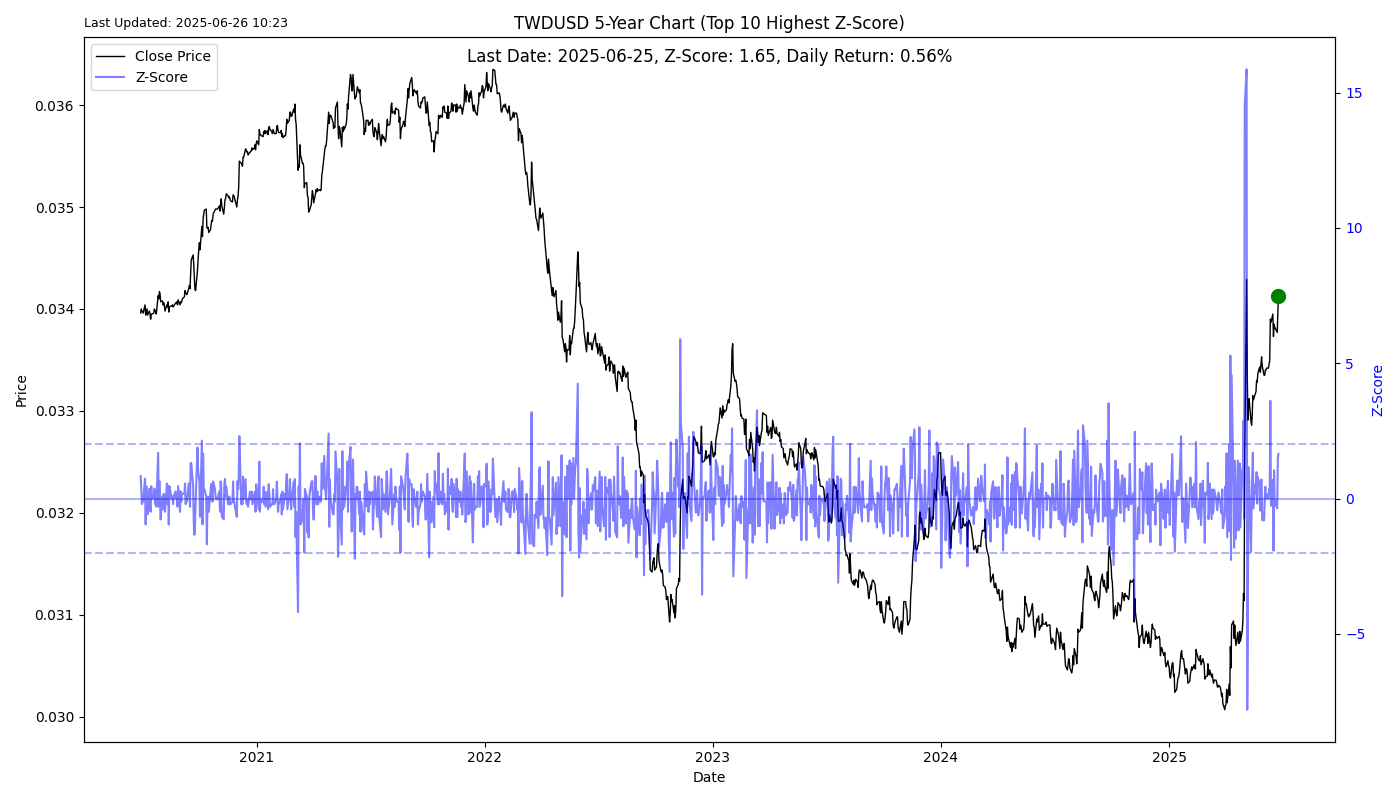 Last Updated: 2025-06-26 10:23
TWDUSD 5-Year Chart (Top 10 Highest Z-Score)
Last Date: 2025-06-25, Z-Score: 1.65, Daily Return: 0.56%
Close Price
Z-Score
0.036
0.035
0.034
0.033
0.032
0.031
0.030
Price
15
10
5
0
−5
Z-Score
2021
2022
2023
2024
2025
Date